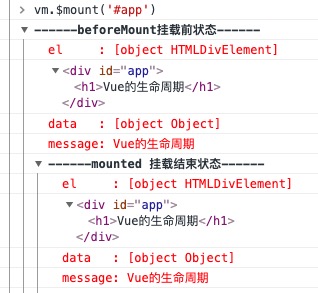 > vm.$mount('#app')
▼ ------beforeMount挂载前状态------
el : [object HTMLDivElement]
▼<div id="app">
<h1>Vue的生命周期</h1>
</div>
data : [object Object]
message: Vue的生命周期
▼ ------mounted 挂载结束状态------
el : [object HTMLDivElement]
▼<div id="app">
<h1>Vue的生命周期</h1>
</div>
data : [object Object]
message: Vue的生命周期